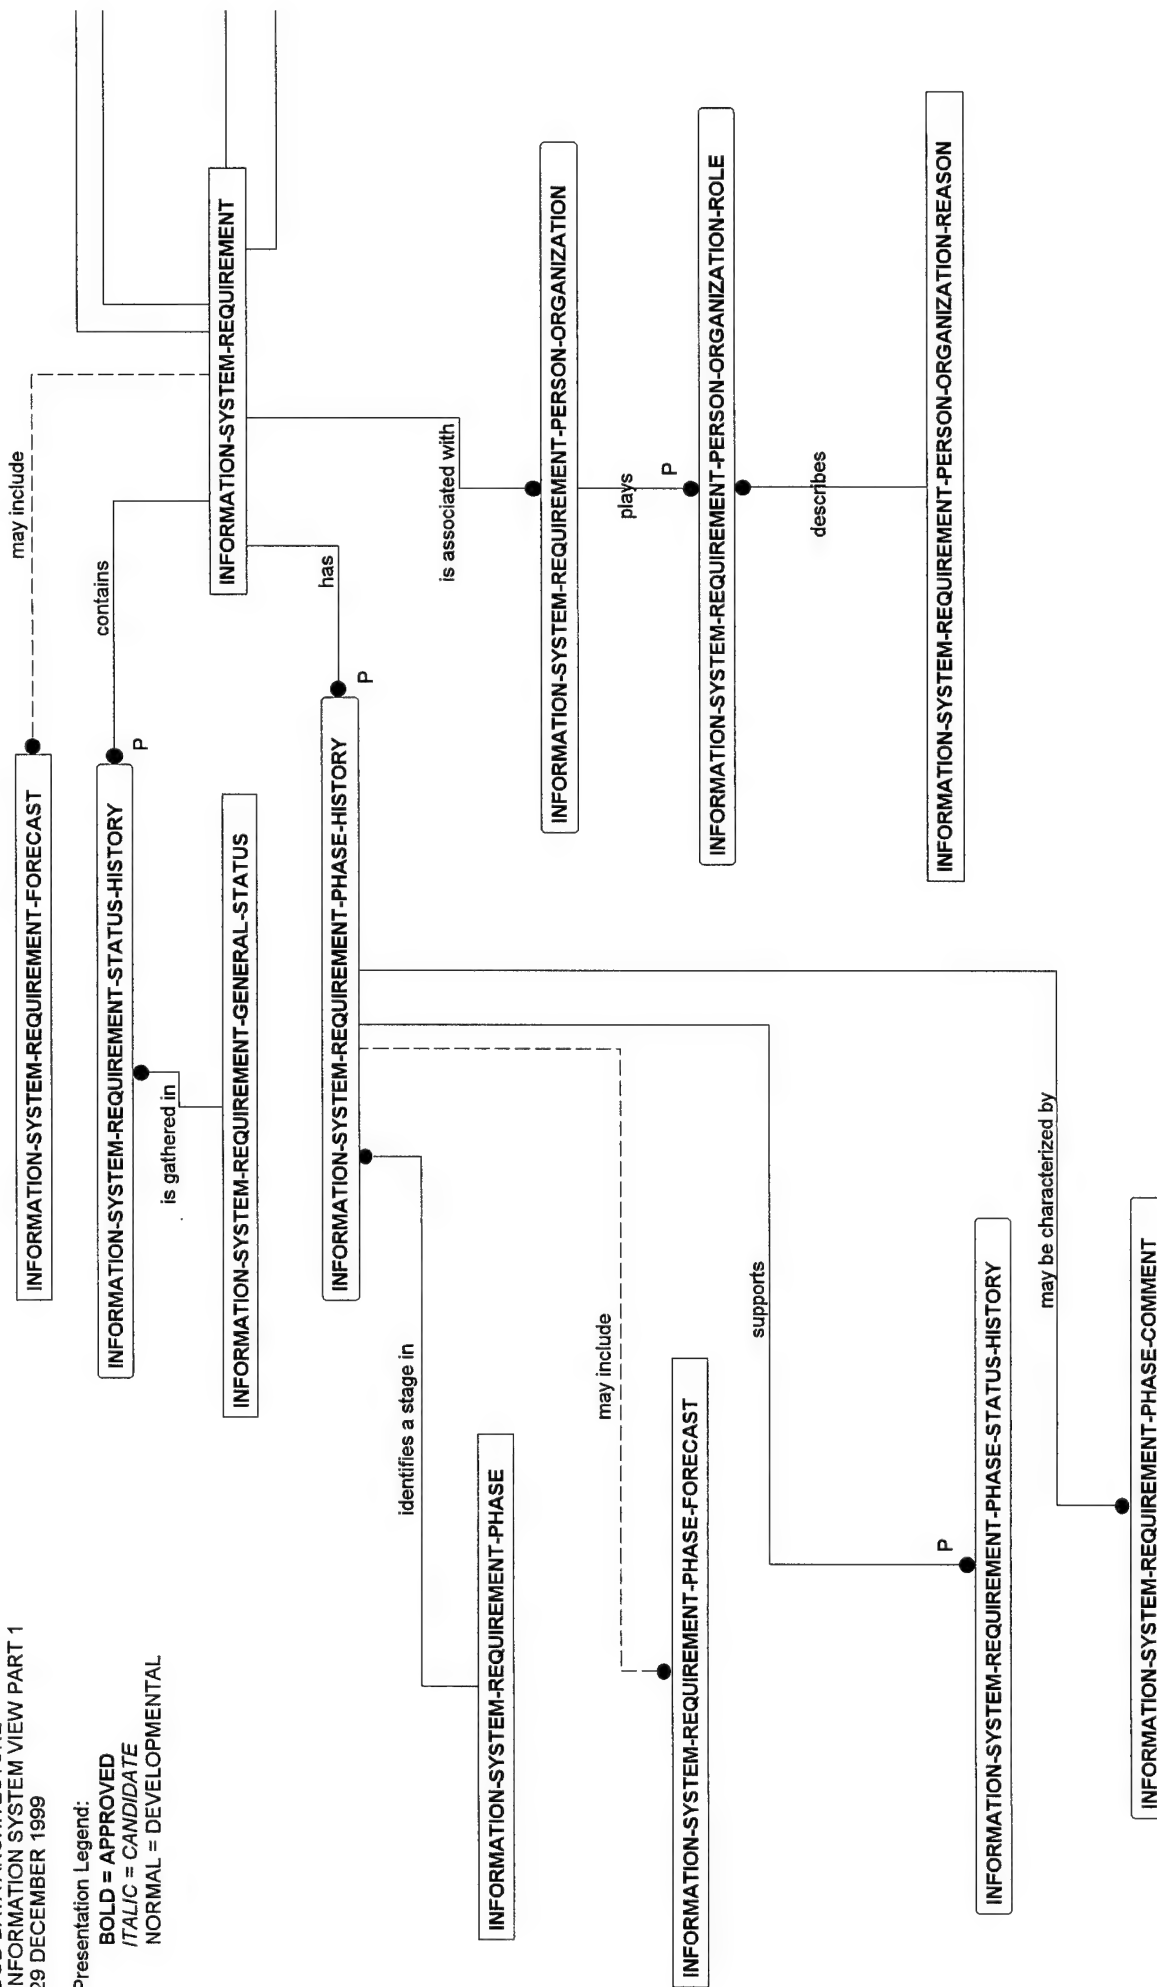 INFORMATION SYSTEM VIEW PART 1
29 DECEMBER 1999
Presentation Legend:
BOLD = APPROVED
ITALIC = CANDIDATE
NORMAL = DEVELOPMENTAL
may include
INFORMATION-SYSTEM-REQUIREMENT-FORECAST
contains
P
INFORMATION-SYSTEM-REQUIREMENT-STATUS-HISTORY
is gathered in
INFORMATION-SYSTEM-REQUIREMENT-GENERAL-STATUS
INFORMATION-SYSTEM-REQUIREMENT
has
P
INFORMATION-SYSTEM-REQUIREMENT-PHASE-HISTORY
identifies a stage in
INFORMATION-SYSTEM-REQUIREMENT-PHASE
is associated with
INFORMATION-SYSTEM-REQUIREMENT-PERSON-ORGANIZATION
may include
INFORMATION-SYSTEM-REQUIREMENT-PHASE-FORECAST
plays
P
INFORMATION-SYSTEM-REQUIREMENT-PERSON-ORGANIZATION-ROLE
supports
describes
P
INFORMATION-SYSTEM-REQUIREMENT-PHASE-STATUS-HISTORY
INFORMATION-SYSTEM-REQUIREMENT-PERSON-ORGANIZATION-REASON
may be characterized by
INFORMATION-SYSTEM-REQUIREMENT-PHASE-COMMENT